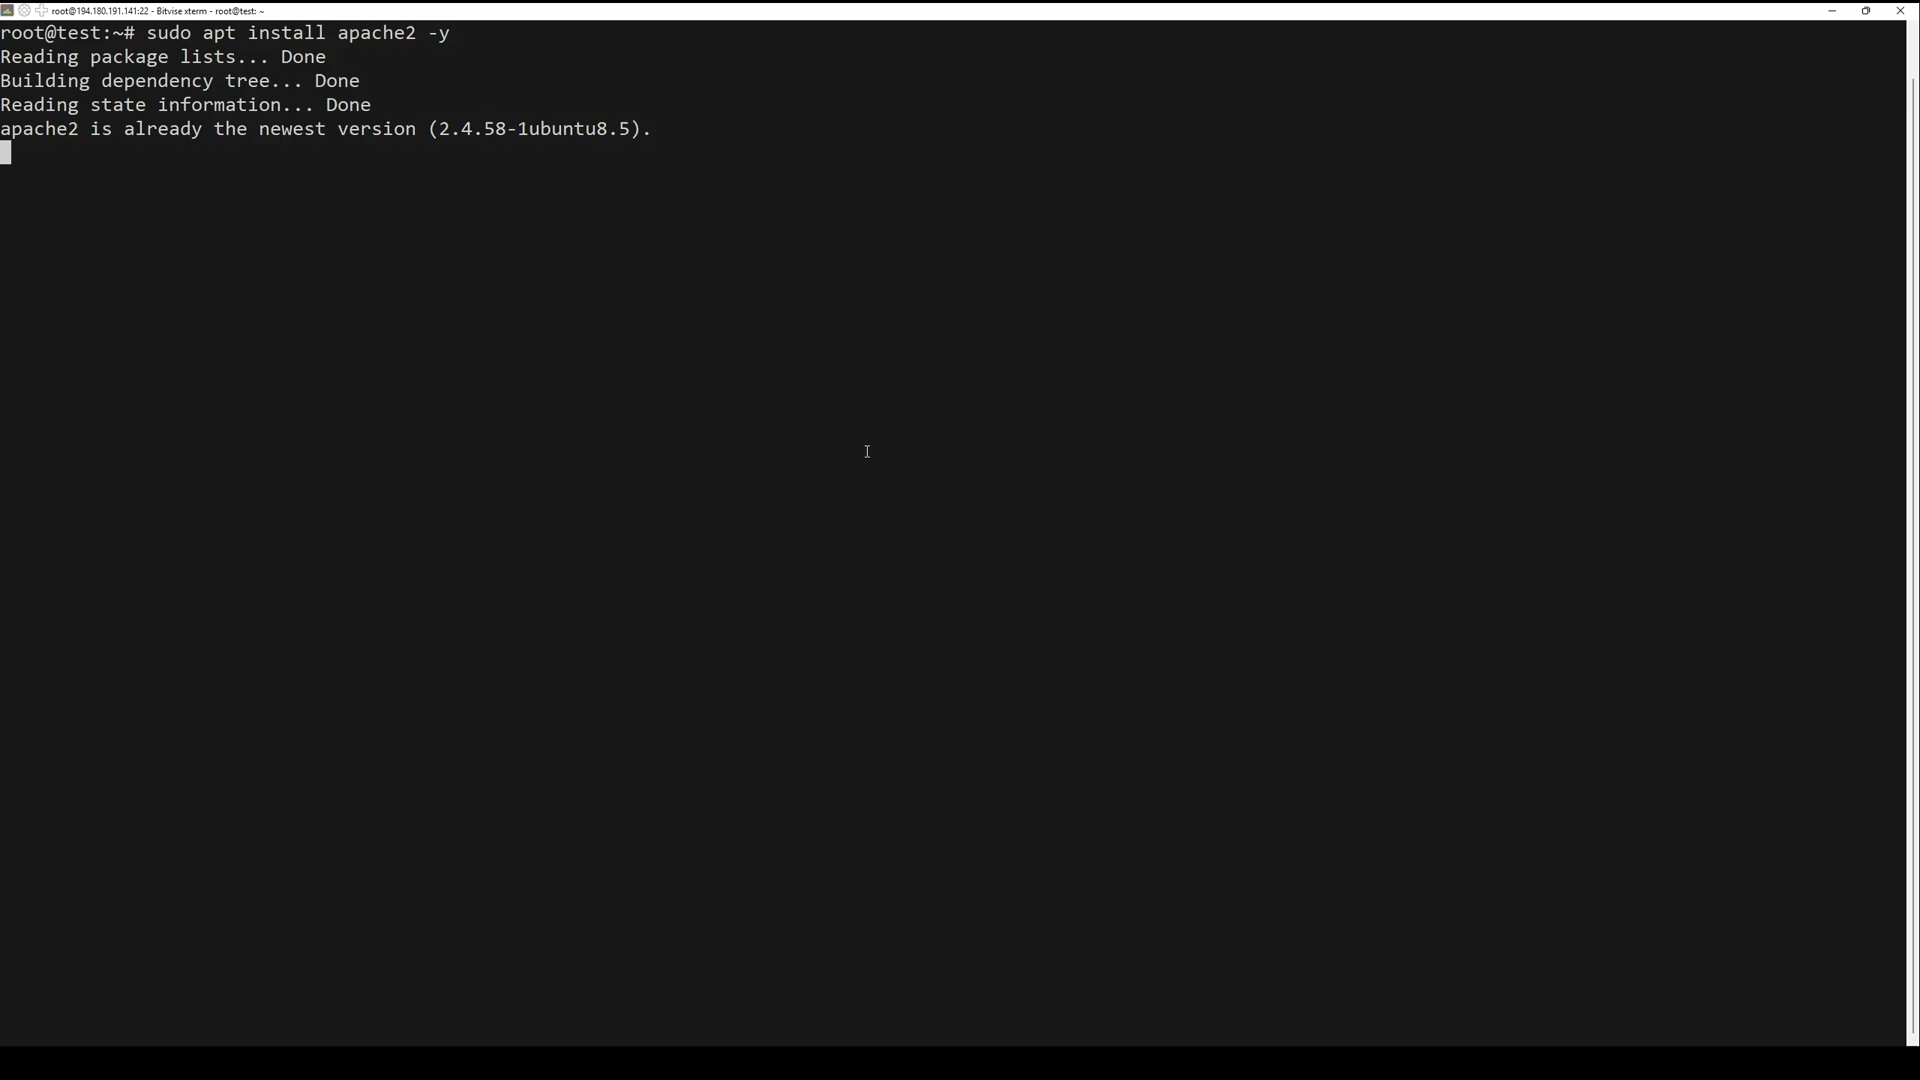 root@194.180.191.141:22 - Bitvise xterm - root@test: ~
root@test:~# sudo apt install apache2 -y
Reading package lists... Done
Building dependency tree... Done
Reading state information... Done
apache2 is already the newest version (2.4.58-1ubuntu8.5).